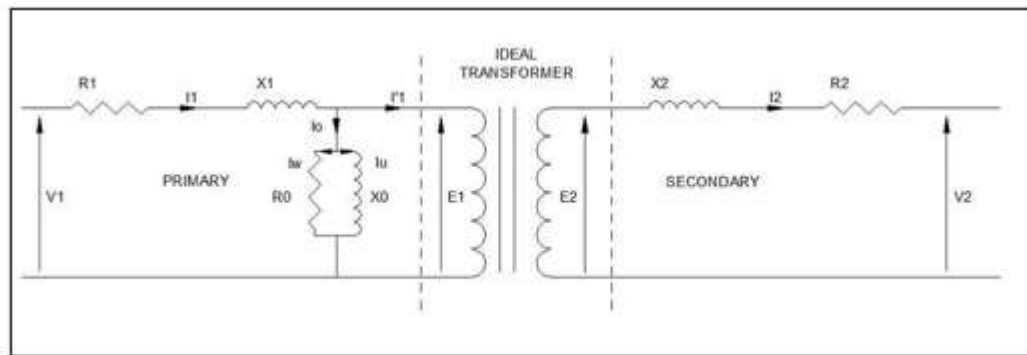 IDEAL
TRANSFORMER
R1
I1
X1
I'1
X2
I2
R2
Io
Iw
Iu
PRIMARY
R0
X0
V1
E1
E2
SECONDARY
V2